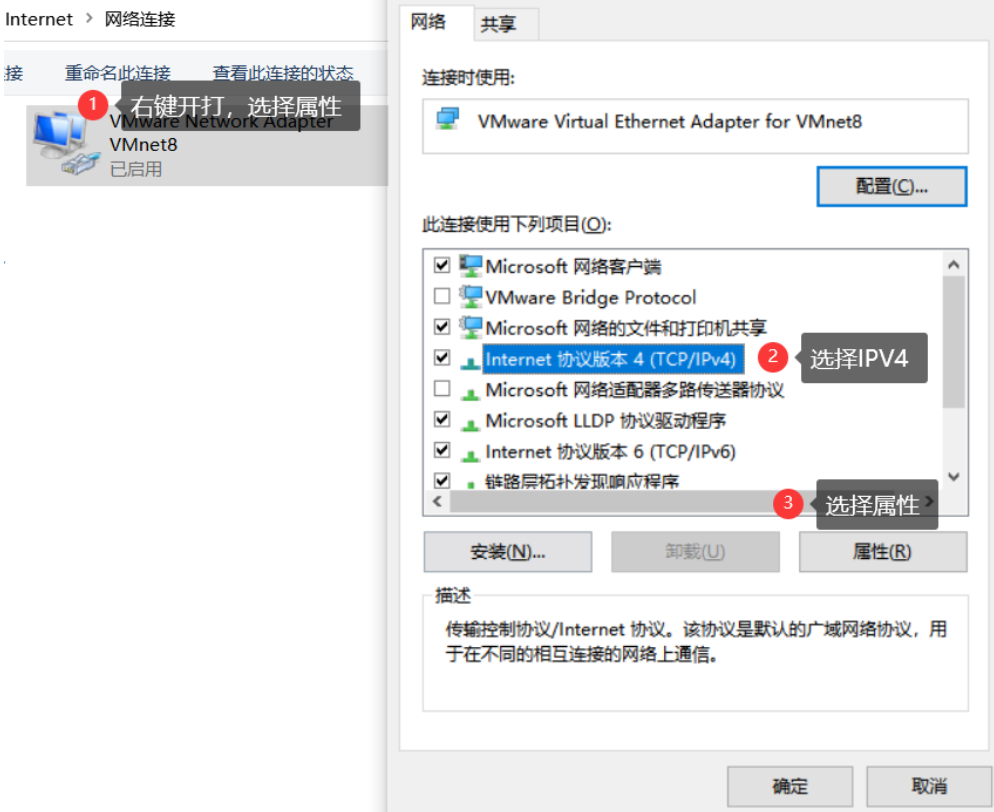 Internet > 网络连接
接 重命名此连接 查看此连接的状态
1 右键开打，选择属性
VMware Network Adapter
VMnet8
已启用
网络 共享
连接时使用:
VMware Virtual Ethernet Adapter for VMnet8
配置(C)...
此连接使用下列项目(O):
Microsoft 网络客户端
VMware Bridge Protocol
Microsoft 网络的文件和打印机共享
Internet 协议版本 4 (TCP/IPv4) 2 选择IPV4
Microsoft 网络适配器多路传送器协议
Microsoft LLDP 协议驱动程序
Internet 协议版本 6 (TCP/IPv6)
链路层拓扑发现响应程序
3 选择属性
安装(N)... 卸载(U) 属性(R)
描述
传输控制协议/Internet 协议。该协议是默认的广域网络协议，用
于在不同的相互连接的网络上通信。
确定 取消